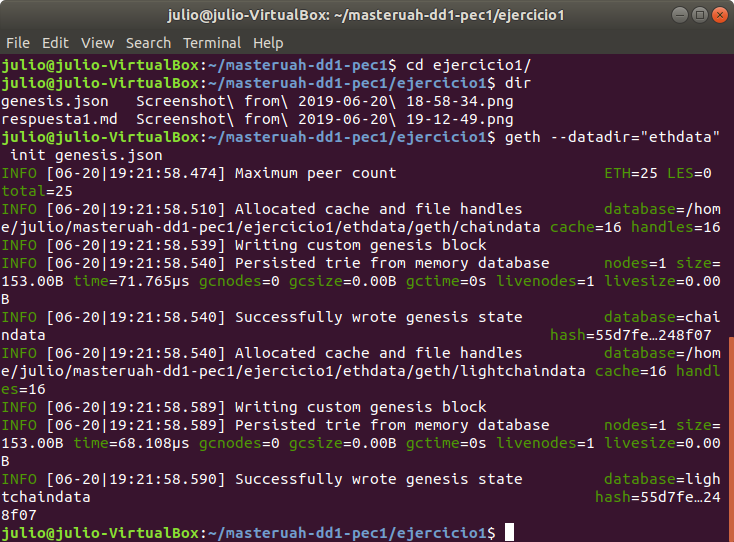 julio@julio-VirtualBox: ~/masteruah-dd1-pec1/ejercicio1
File Edit View Search Terminal Help
julio@julio-VirtualBox:~/masteruah-dd1-pec1$ cd ejercicio1/
julio@julio-VirtualBox:~/masteruah-dd1-pec1/ejercicio1$ dir
genesis.json   Screenshot\ from\ 2019-06-20\ 18-58-34.png
respuesta1.md  Screenshot\ from\ 2019-06-20\ 19-12-49.png
julio@julio-VirtualBox:~/masteruah-dd1-pec1/ejercicio1$ geth --datadir="ethdata"
 init genesis.json
INFO [06-20|19:21:58.474] Maximum peer count                       ETH=25 LES=0
total=25
INFO [06-20|19:21:58.510] Allocated cache and file handles         database=/hom
e/julio/masteruah-dd1-pec1/ejercicio1/ethdata/geth/chaindata cache=16 handles=16
INFO [06-20|19:21:58.539] Writing custom genesis block
INFO [06-20|19:21:58.540] Persisted trie from memory database      nodes=1 size=
153.00B time=71.765µs gcnodes=0 gcsize=0.00B gctime=0s livenodes=1 livesize=0.00
B
INFO [06-20|19:21:58.540] Successfully wrote genesis state         database=chai
ndata                                                        hash=55d7fe…248f07
INFO [06-20|19:21:58.540] Allocated cache and file handles         database=/hom
e/julio/masteruah-dd1-pec1/ejercicio1/ethdata/geth/lightchaindata cache=16 handl
es=16
INFO [06-20|19:21:58.589] Writing custom genesis block
INFO [06-20|19:21:58.589] Persisted trie from memory database      nodes=1 size=
153.00B time=68.108µs gcnodes=0 gcsize=0.00B gctime=0s livenodes=1 livesize=0.00
B
INFO [06-20|19:21:58.590] Successfully wrote genesis state         database=ligh
tchaindata                                                        hash=55d7fe…24
8f07
julio@julio-VirtualBox:~/masteruah-dd1-pec1/ejercicio1$